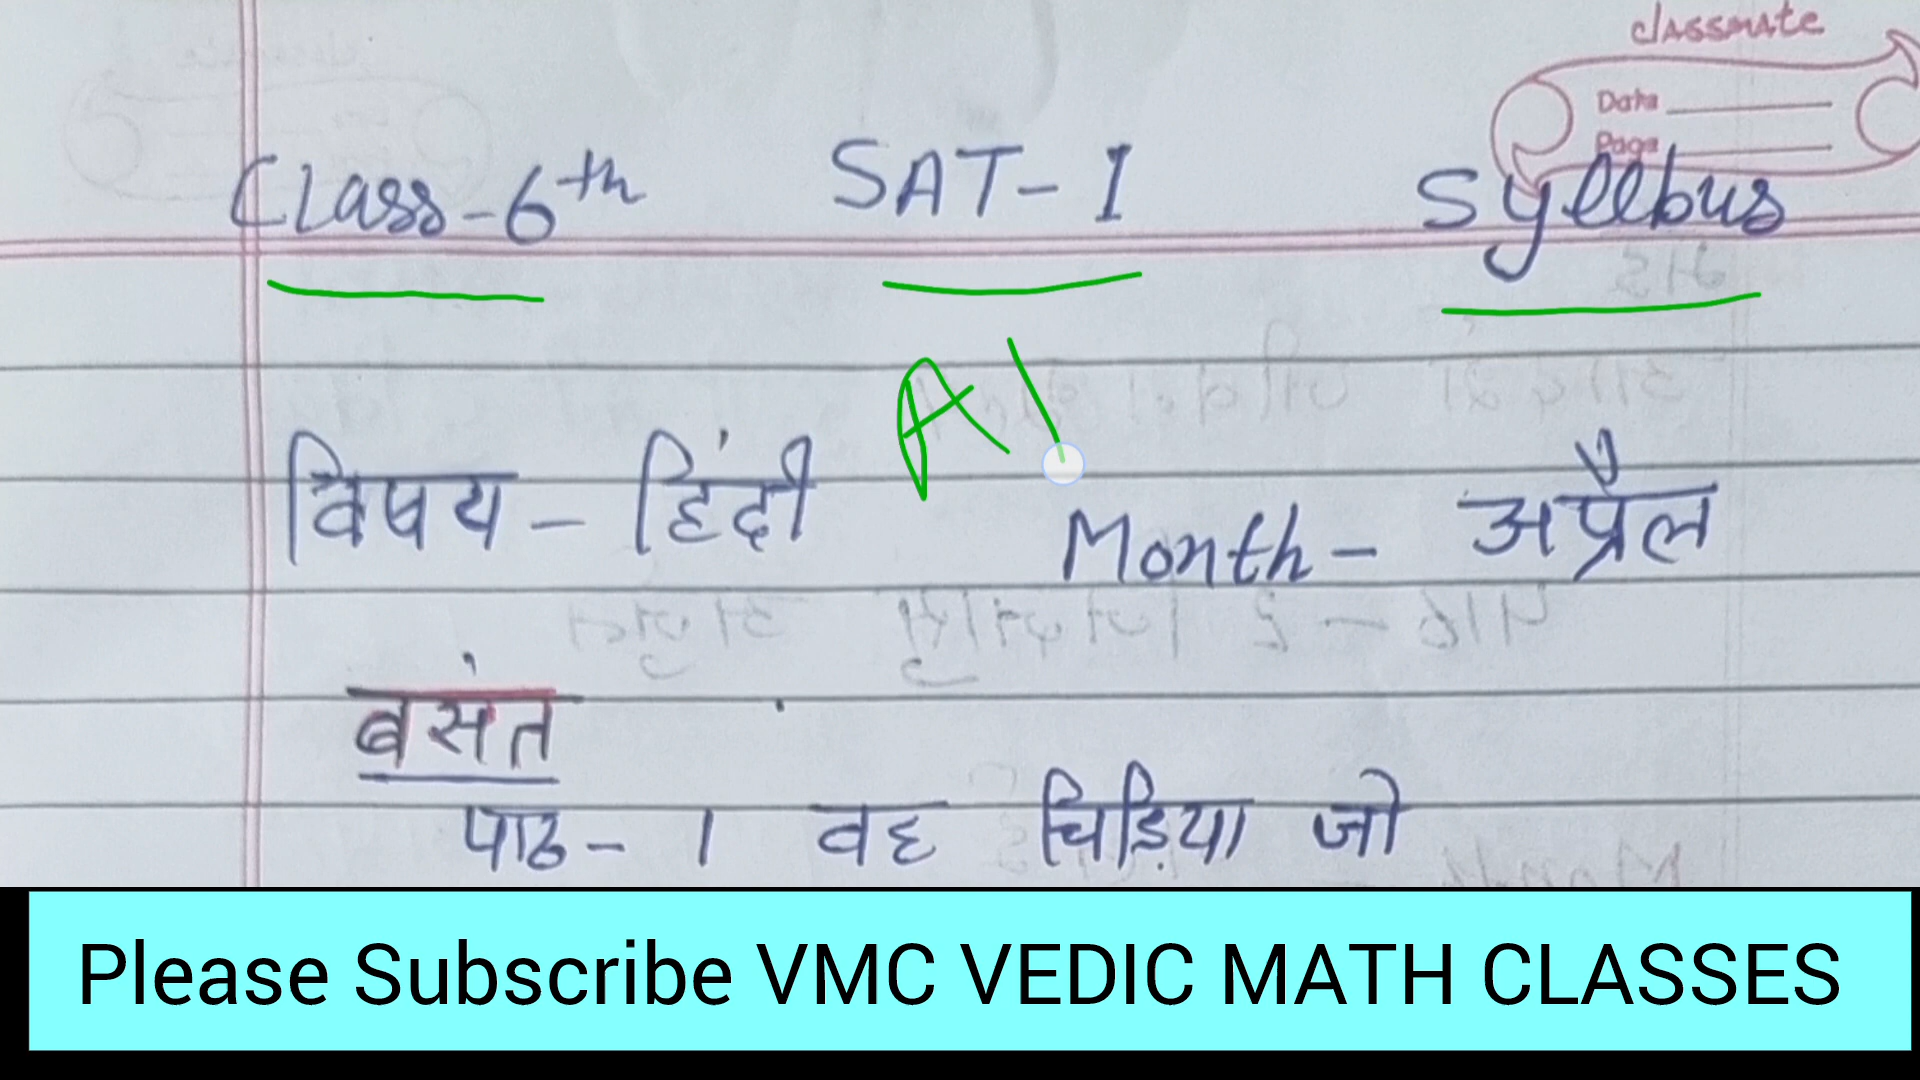 classmate
Date
Page
Class-6th SAT-I Syllbus
A\
विषय - हिंदी Month - अप्रैल
बसंत
पाठ - 1 वह चिड़िया जो
Please Subscribe VMC VEDIC MATH CLASSES